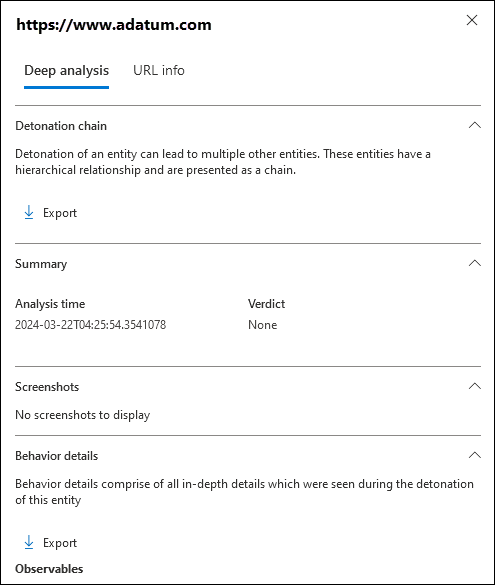 https://www.adatum.com
Deep analysis URL info
Detonation chain
Detonation of an entity can lead to multiple other entities. These entities have a
hierarchical relationship and are presented as a chain.
Export
Summary
Analysis time Verdict
2024-03-22T04:25:54.3541078 None
Screenshots
No screenshots to display
Behavior details
Behavior details comprise of all in-depth details which were seen during the detonation
of this entity
Export
Observables